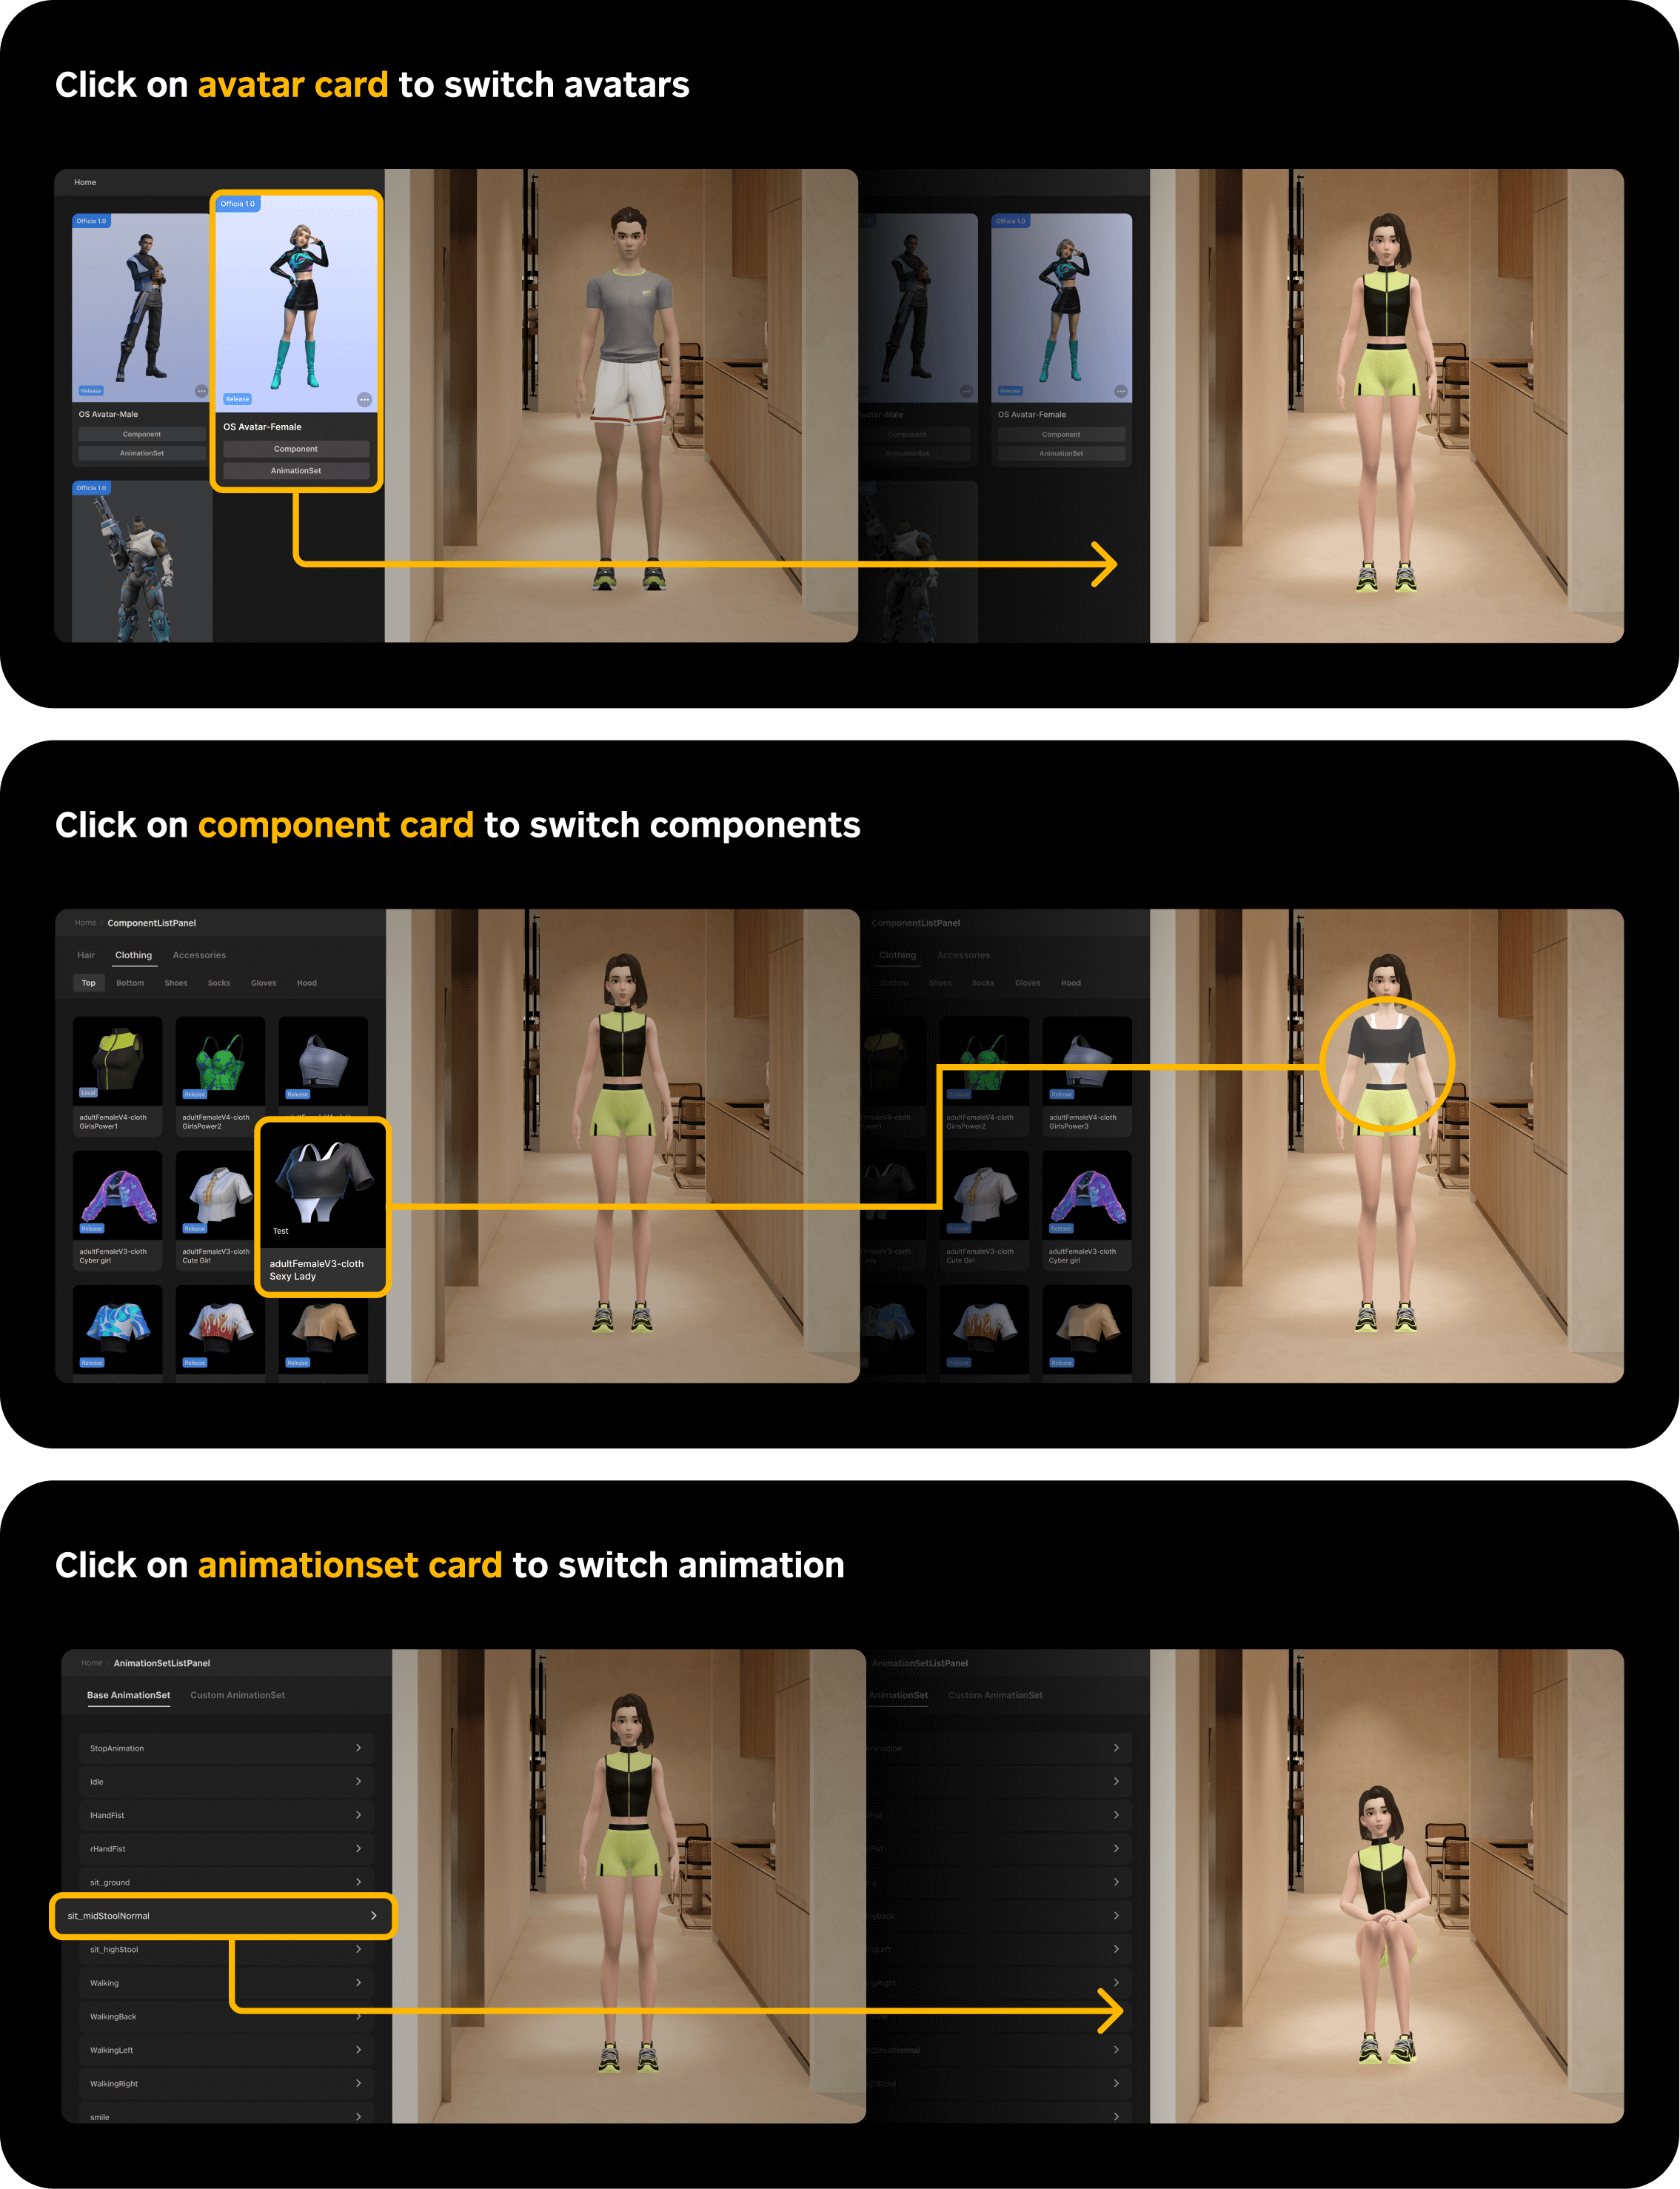 Click on avatar card to switch avatars
Home
Officia 1.0
Release
OS Avatar-Male
Component
AnimationSet
Officia 1.0
Officia 1.0
Release
OS Avatar-Female
Component
AnimationSet
Officia 1.0
Release
OS Avatar-Female
Component
AnimationSet
Male
Component
AnimationSet
Click on component card to switch components
Home ComponentListPanel
Hair Clothing Accessories
Top Bottom Shoes Socks Gloves Hood
Local
Release
Release
adultFemaleV4-cloth
GirlsPower1
adultFemaleV4-cloth
GirlsPower2
Release
adultFemaleV3-cloth
Cyber girl
Release
adultFemaleV3-cloth
Cute Girl
Test
adultFemaleV3-cloth
Sexy Lady
Release
Release
Release
ComponentListPanel
Clothing Accessories
Bottom Shoes Socks Gloves Hood
Release
Release
adultFemaleV4-cloth
GirlsPower2
adultFemaleV4-cloth
GirlsPower3
Release
Release
adultFemaleV3-cloth
Cute Girl
adultFemaleV3-cloth
Cyber girl
Release
Release
Click on animationset card to switch animation
Home AnimationSetListPanel
Base AnimationSet Custom AnimationSet
StopAnimation
Idle
lHandFist
rHandFist
sit_ground
sit_midStoolNormal
sit_highStool
Walking
WalkingBack
WalkingLeft
WalkingRight
smile
AnimationSetListPanel
AnimationSet Custom AnimationSet